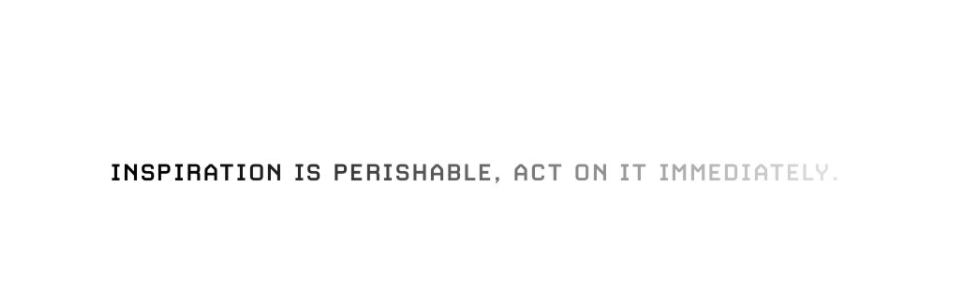 INSPIRATION IS PERISHABLE, ACT ON IT IMMEDIATELY.